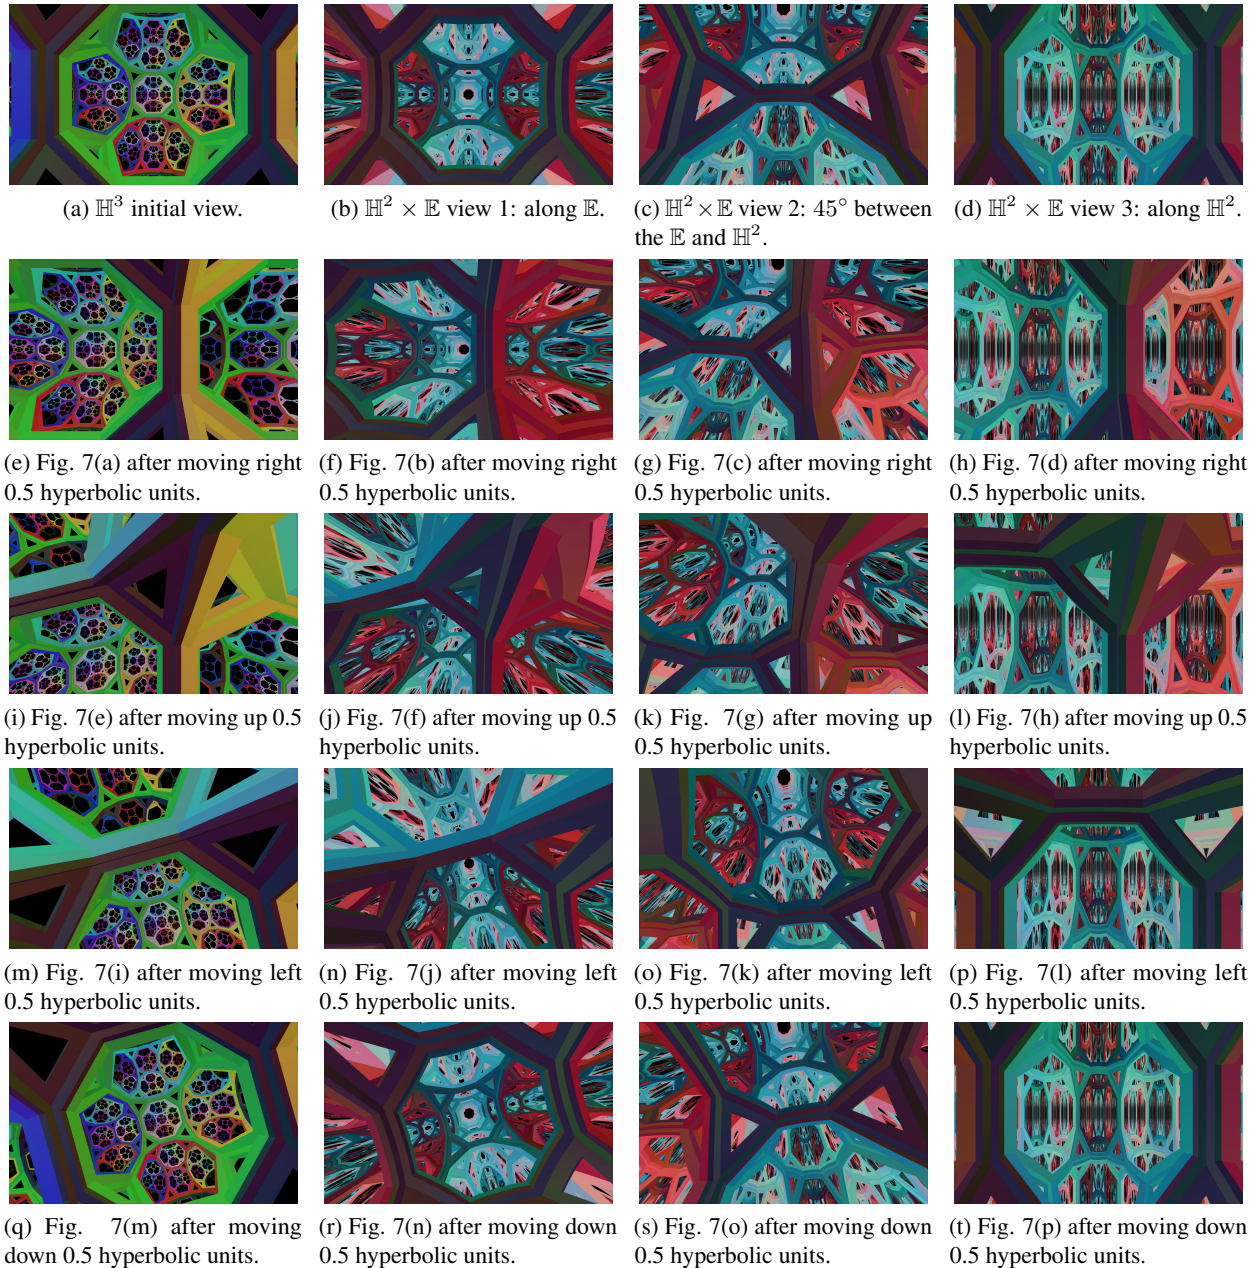 (a) ℍ³ initial view.
(b) ℍ² × 𝔼 view 1: along 𝔼.
(c) ℍ² × 𝔼 view 2: 45° between
the 𝔼 and ℍ².
(d) ℍ² × 𝔼 view 3: along ℍ².
(e) Fig. 7(a) after moving right
0.5 hyperbolic units.
(f) Fig. 7(b) after moving right
0.5 hyperbolic units.
(g) Fig. 7(c) after moving right
0.5 hyperbolic units.
(h) Fig. 7(d) after moving right
0.5 hyperbolic units.
(i) Fig. 7(e) after moving up 0.5
hyperbolic units.
(j) Fig. 7(f) after moving up 0.5
hyperbolic units.
(k) Fig. 7(g) after moving up
0.5 hyperbolic units.
(l) Fig. 7(h) after moving up 0.5
hyperbolic units.
(m) Fig. 7(i) after moving left
0.5 hyperbolic units.
(n) Fig. 7(j) after moving left
0.5 hyperbolic units.
(o) Fig. 7(k) after moving left
0.5 hyperbolic units.
(p) Fig. 7(l) after moving left
0.5 hyperbolic units.
(q) Fig. 7(m) after moving
down 0.5 hyperbolic units.
(r) Fig. 7(n) after moving down
0.5 hyperbolic units.
(s) Fig. 7(o) after moving down
0.5 hyperbolic units.
(t) Fig. 7(p) after moving down
0.5 hyperbolic units.